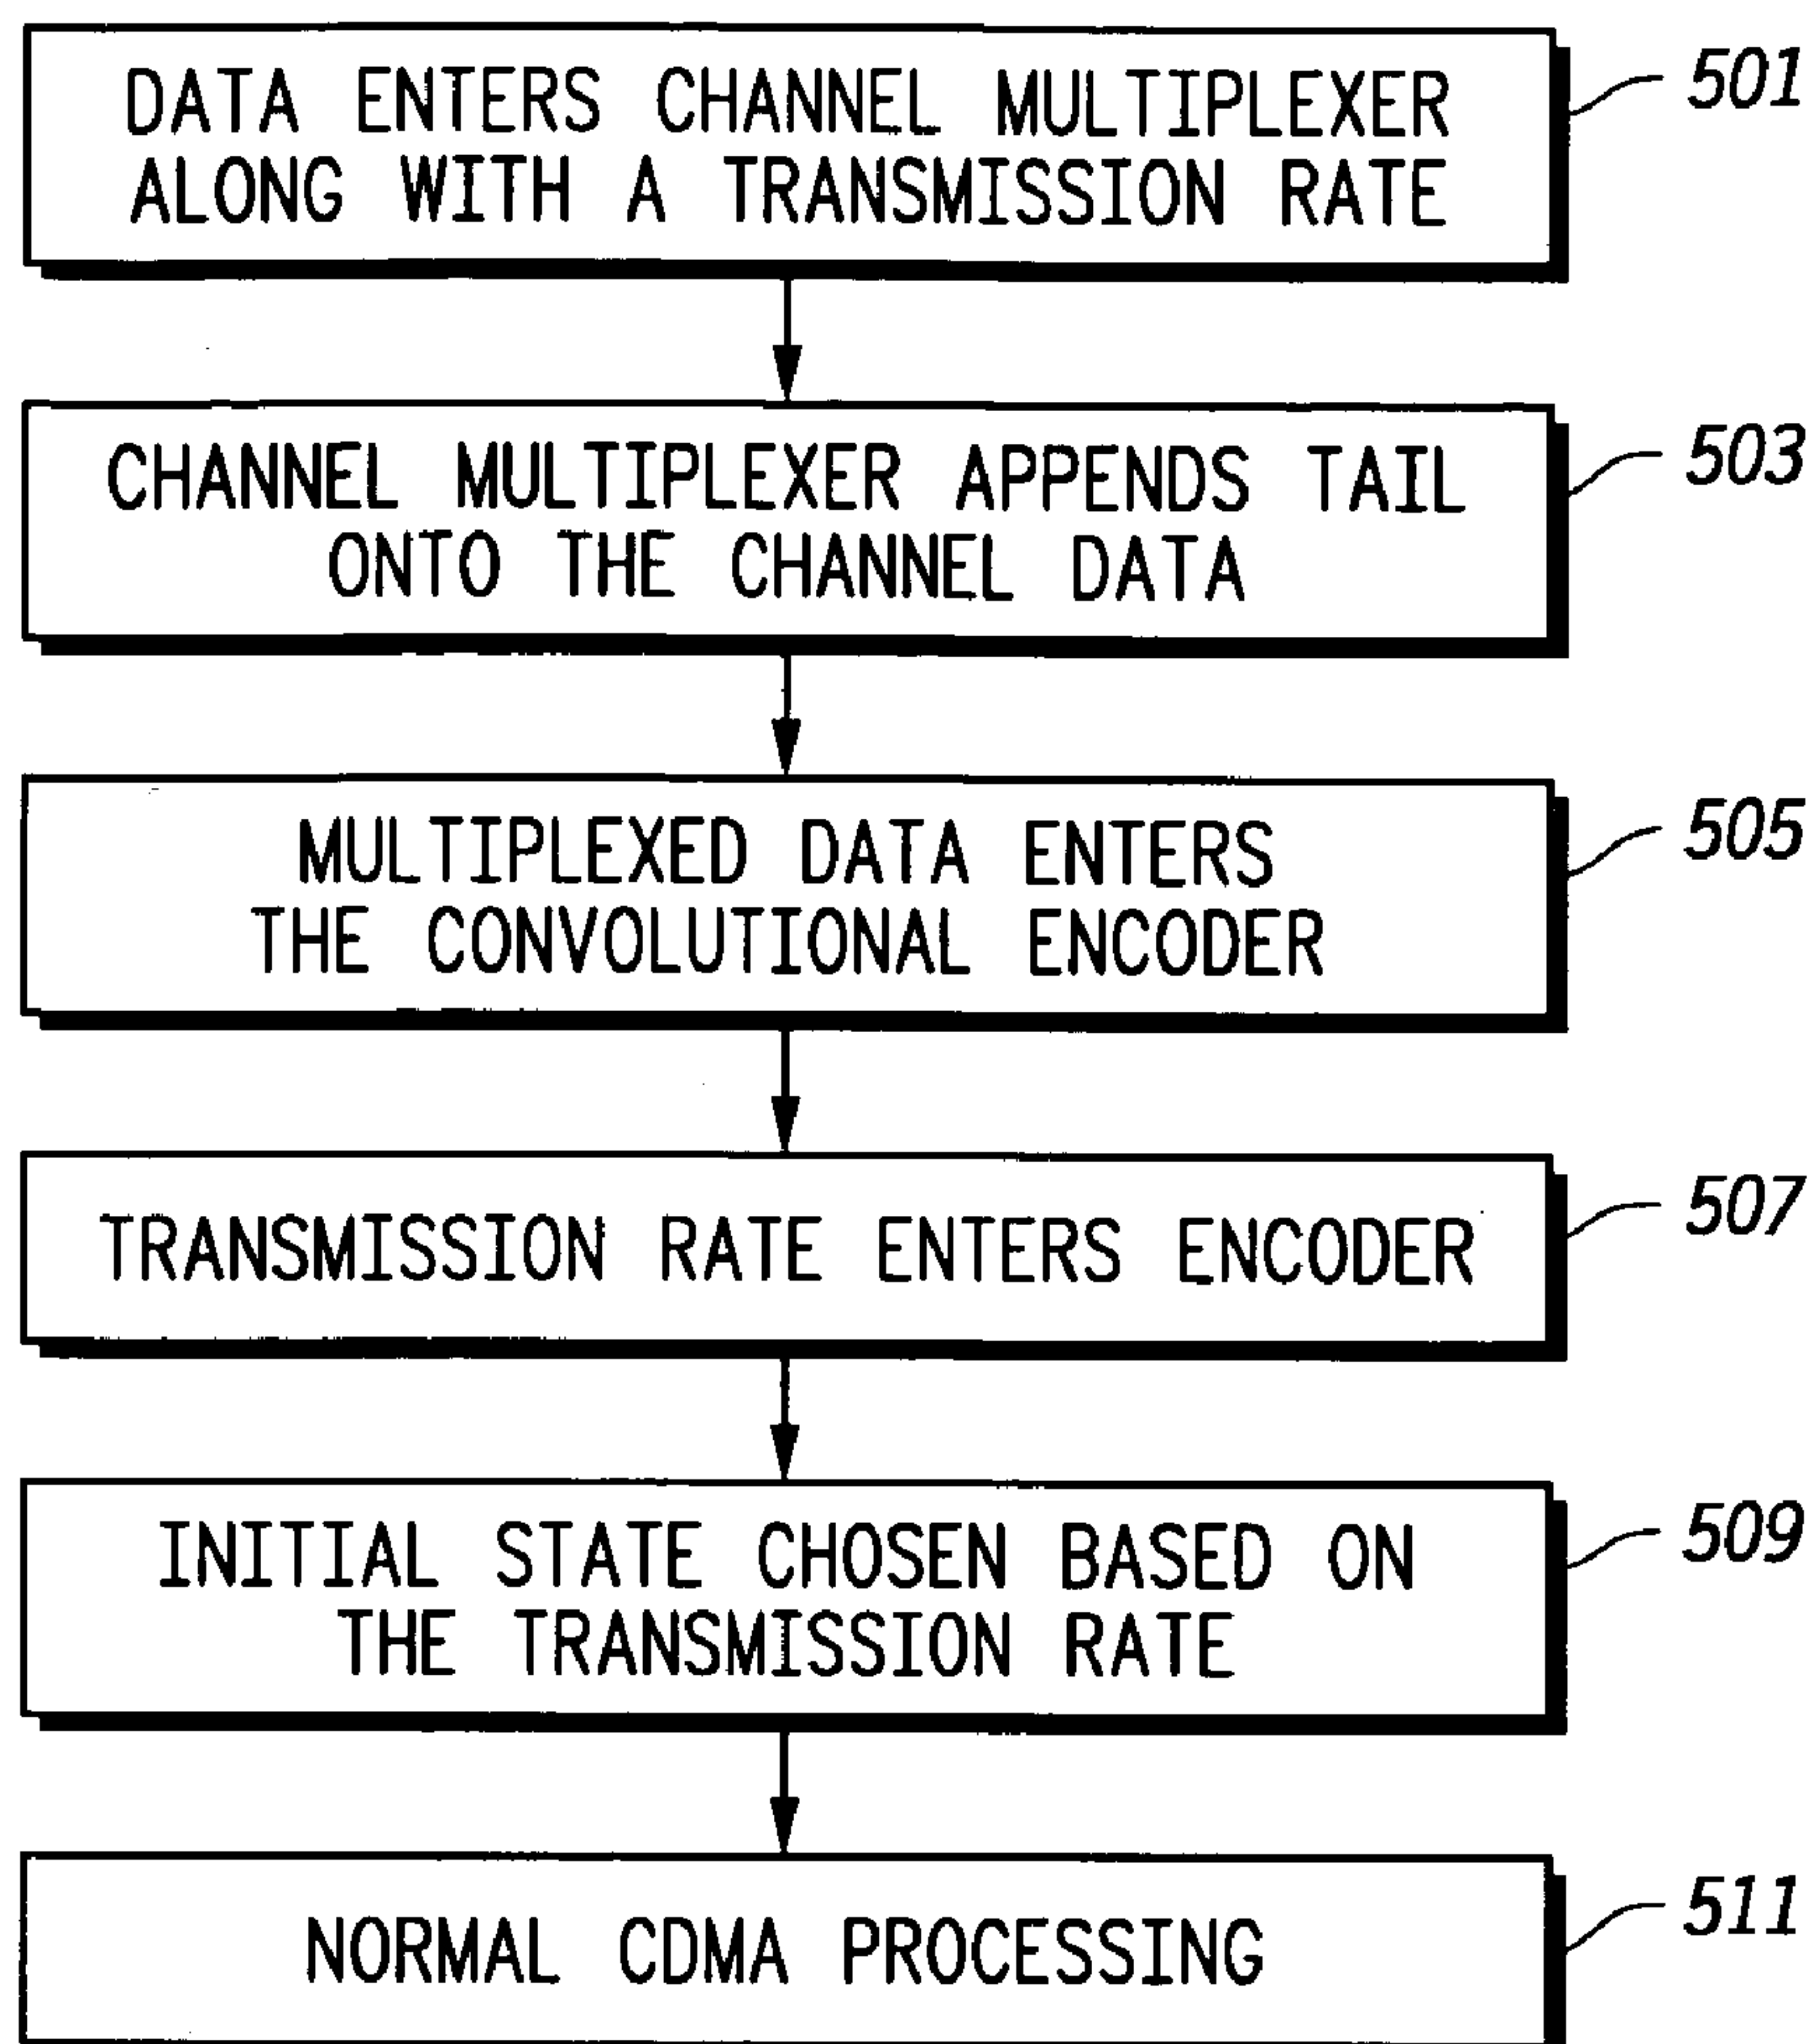 DATA ENTERS CHANNEL MULTIPLEXER
ALONG WITH A TRANSMISSION RATE
501
CHANNEL MULTIPLEXER APPENDS TAIL
ONTO THE CHANNEL DATA
503
MULTIPLEXED DATA ENTERS
THE CONVOLUTIONAL ENCODER
505
TRANSMISSION RATE ENTERS ENCODER
507
INITIAL STATE CHOSEN BASED ON
THE TRANSMISSION RATE
509
NORMAL CDMA PROCESSING
511